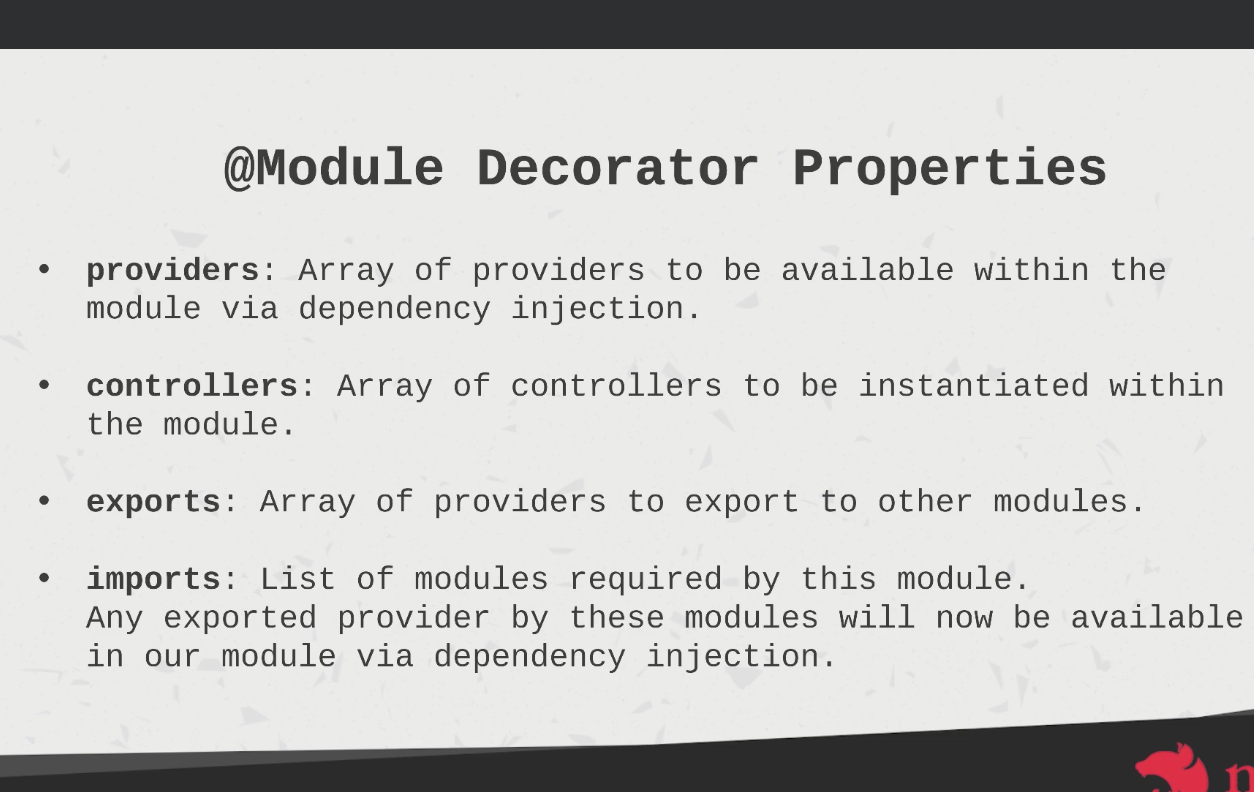 @Module Decorator Properties
• providers: Array of providers to be available within the
module via dependency injection.
• controllers: Array of controllers to be instantiated within
the module.
• exports: Array of providers to export to other modules.
• imports: List of modules required by this module.
Any exported provider by these modules will now be available
in our module via dependency injection.